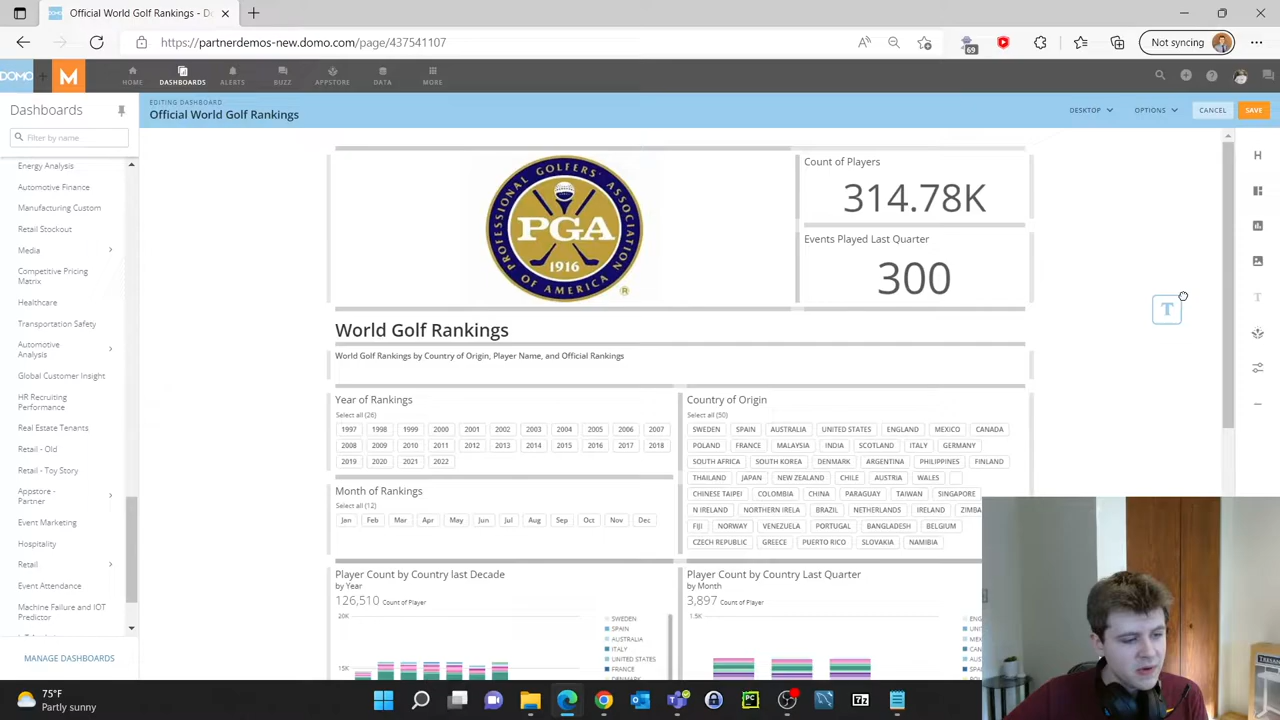 Official World Golf Rankings - Do
https://partnerdemos-new.domo.com/page/437541107
69
Not syncing
DOMO
M
HOME
DASHBOARDS
ALERTS
BUZZ
APPSTORE
DATA
MORE
Dashboards
Filter by name
EDITING DASHBOARD
Official World Golf Rankings
DESKTOP
OPTIONS
CANCEL
SAVE
Energy Analysis
Automotive Finance
Manufacturing Custom
Retail Stockout
Media
Competitive Pricing
Matrix
Healthcare
Transportation Safety
Automotive
Analysis
Global Customer Insight
HR Recruiting
Performance
Real Estate Tenants
Retail - Old
Retail - Toy Story
Appstore -
Partner
Event Marketing
Hospitality
Retail
Event Attendance
Machine Failure and IOT
Predictor
MANAGE DASHBOARDS
PROFESSIONAL GOLFERS' ASSOCIATION
PGA
1916
OF AMERICA
®
Count of Players
314.78K
Events Played Last Quarter
300
H
T
T
World Golf Rankings
World Golf Rankings by Country of Origin, Player Name, and Official Rankings
Year of Rankings
Select all (26)
1997 1998 1999 2000 2001 2002 2003 2004 2005 2006 2007
2008 2009 2010 2011 2012 2013 2014 2015 2016 2017 2018
2019 2020 2021 2022
Month of Rankings
Select all (12)
Jan Feb Mar Apr May Jun Jul Aug Sep Oct Nov Dec
Country of Origin
Select all (50)
SWEDEN SPAIN AUSTRALIA UNITED STATES ENGLAND MEXICO CANADA
POLAND FRANCE MALAYSIA INDIA SCOTLAND ITALY GERMANY
SOUTH AFRICA SOUTH KOREA DENMARK ARGENTINA PHILIPPINES FINLAND
THAILAND JAPAN NEW ZEALAND CHILE AUSTRIA WALES
CHINESE TAIPEI COLOMBIA CHINA PARAGUAY TAIWAN SINGAPORE
N IRELAND NORTHERN IRELA BRAZIL NETHERLANDS IRELAND ZIMBA
FIJI NORWAY VENEZUELA PORTUGAL BANGLADESH BELGIUM
CZECH REPUBLIC GREECE PUERTO RICO SLOVAKIA NAMIBIA
Player Count by Country last Decade
by Year
126,510 Count of Player
20K
15K
SWEDEN
SPAIN
AUSTRALIA
ITALY
UNITED STATES
FRANCE
Player Count by Country Last Quarter
by Month
3,897 Count of Player
1.5K
1K
75°F
Partly sunny